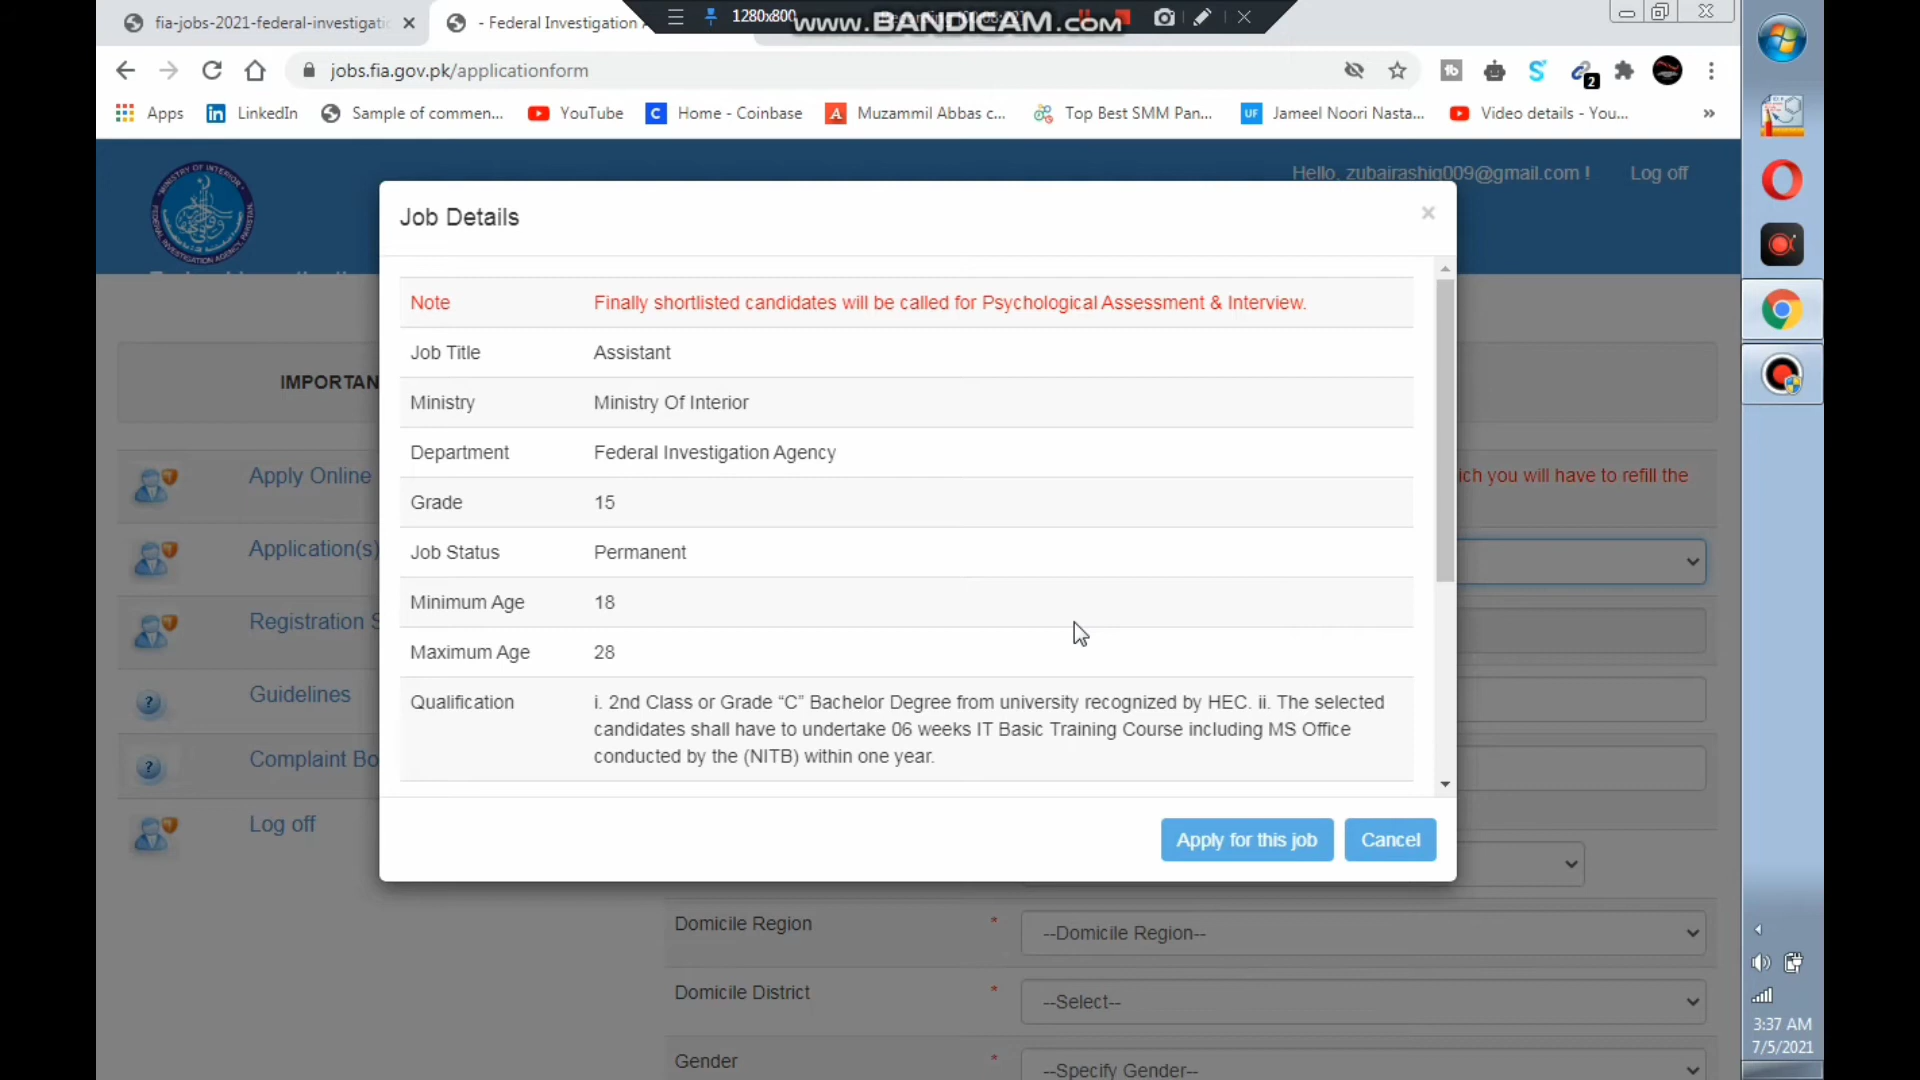 fia-jobs-2021-federal-investigati
- Federal Investigation
1280x800
www.BANDICAM.com
jobs.fia.gov.pk/applicationform
2
Apps
LinkedIn
Sample of commen...
YouTube
Home - Coinbase
Muzammil Abbas c...
Top Best SMM Pan...
UF
Jameel Noori Nasta...
Video details - You...
»
Hello, zubairashiq009@gmail.com !
Log off
Job Details
Note
Finally shortlisted candidates will be called for Psychological Assessment & Interview.
Job Title
Assistant
Ministry
Ministry Of Interior
Department
Federal Investigation Agency
Grade
15
Job Status
Permanent
Minimum Age
18
Maximum Age
28
Qualification
i. 2nd Class or Grade “C” Bachelor Degree from university recognized by HEC. ii. The selected
candidates shall have to undertake 06 weeks IT Basic Training Course including MS Office
conducted by the (NITB) within one year.
Apply for this job
Cancel
IMPORTAN
Apply Online
ich you will have to refill the
Application(s)
Registration S
Guidelines
Complaint Bo
Log off
Domicile Region
*
--Domicile Region--
Domicile District
*
--Select--
Gender
*
--Specify Gender--
3:37 AM
7/5/2021